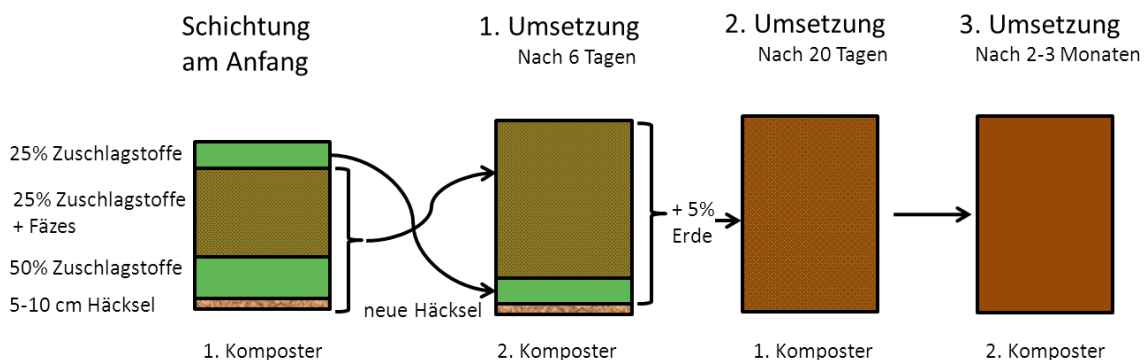 Schichtung
am Anfang
1. Umsetzung
Nach 6 Tagen
2. Umsetzung
Nach 20 Tagen
3. Umsetzung
Nach 2-3 Monaten
25% Zuschlagstoffe
25% Zuschlagstoffe
+ Fäzes
50% Zuschlagstoffe
5-10 cm Häcksel
neue Häcksel
+ 5%
Erde
1. Komposter
2. Komposter
1. Komposter
2. Komposter